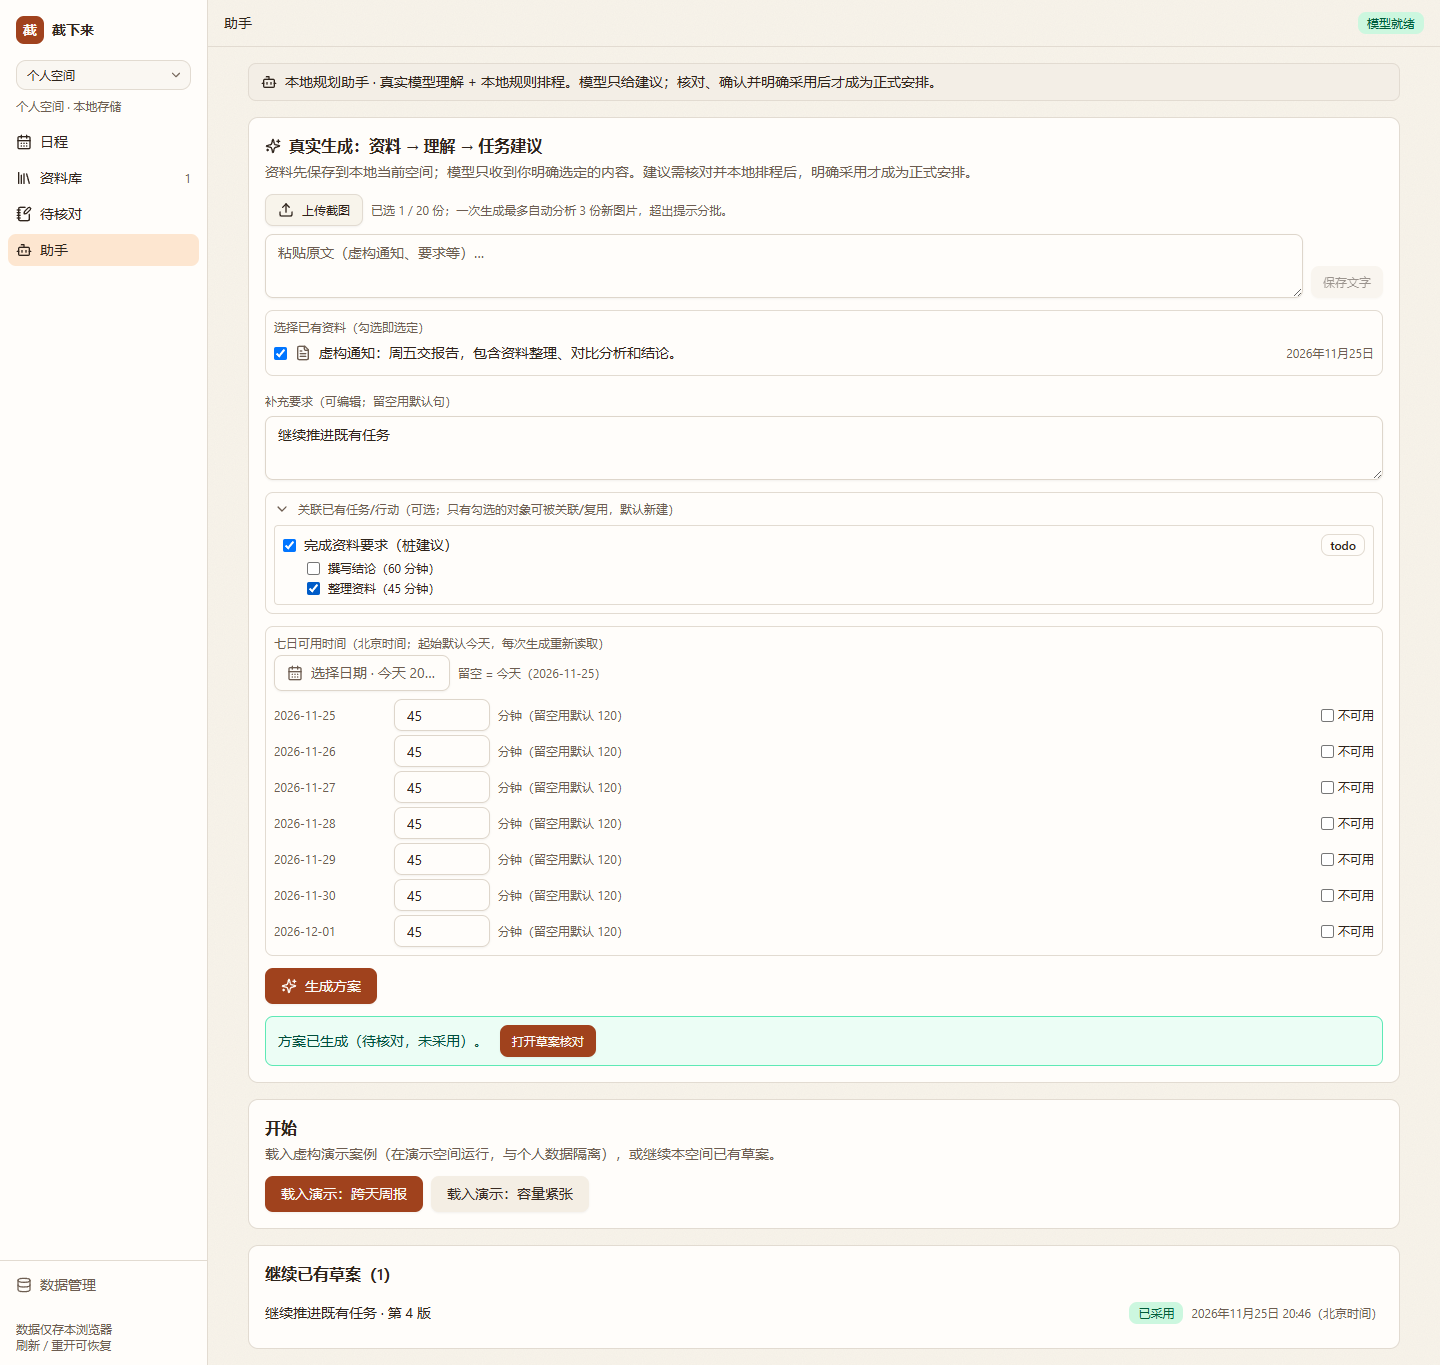 截 截下来
个人空间
个人空间 · 本地存储
日程
资料库 1
待核对
助手
数据管理
数据仅存本浏览器
刷新 / 重开可恢复
助手 模型就绪
本地规划助手 · 真实模型理解 + 本地规则排程。模型只给建议；核对、确认并明确采用后才成为正式安排。
真实生成：资料 → 理解 → 任务建议
资料先保存到本地当前空间；模型只收到你明确选定的内容。建议需核对并本地排程后，明确采用才成为正式安排。
上传截图 已选 1 / 20 份；一次生成最多自动分析 3 份新图片，超出提示分批。
粘贴原文（虚构通知、要求等）...
保存文字
选择已有资料（勾选即选定）
虚构通知：周五交报告，包含资料整理、对比分析和结论。 2026年11月25日
补充要求（可编辑；留空用默认句）
继续推进既有任务
关联已有任务/行动（可选；只有勾选的对象可被关联/复用，默认新建）
完成资料要求（桩建议） todo
撰写结论（60 分钟）
整理资料（45 分钟）
七日可用时间（北京时间；起始默认今天，每次生成重新读取）
选择日期 · 今天 20... 留空 = 今天（2026-11-25）
2026-11-25 45 分钟（留空用默认 120） 不可用
2026-11-26 45 分钟（留空用默认 120） 不可用
2026-11-27 45 分钟（留空用默认 120） 不可用
2026-11-28 45 分钟（留空用默认 120） 不可用
2026-11-29 45 分钟（留空用默认 120） 不可用
2026-11-30 45 分钟（留空用默认 120） 不可用
2026-12-01 45 分钟（留空用默认 120） 不可用
生成方案
方案已生成（待核对，未采用）。 打开草案核对
开始
载入虚构演示案例（在演示空间运行，与个人数据隔离），或继续本空间已有草案。
载入演示：跨天周报 载入演示：容量紧张
继续已有草案（1）
继续推进既有任务 · 第 4 版 已采用 2026年11月25日 20:46（北京时间）